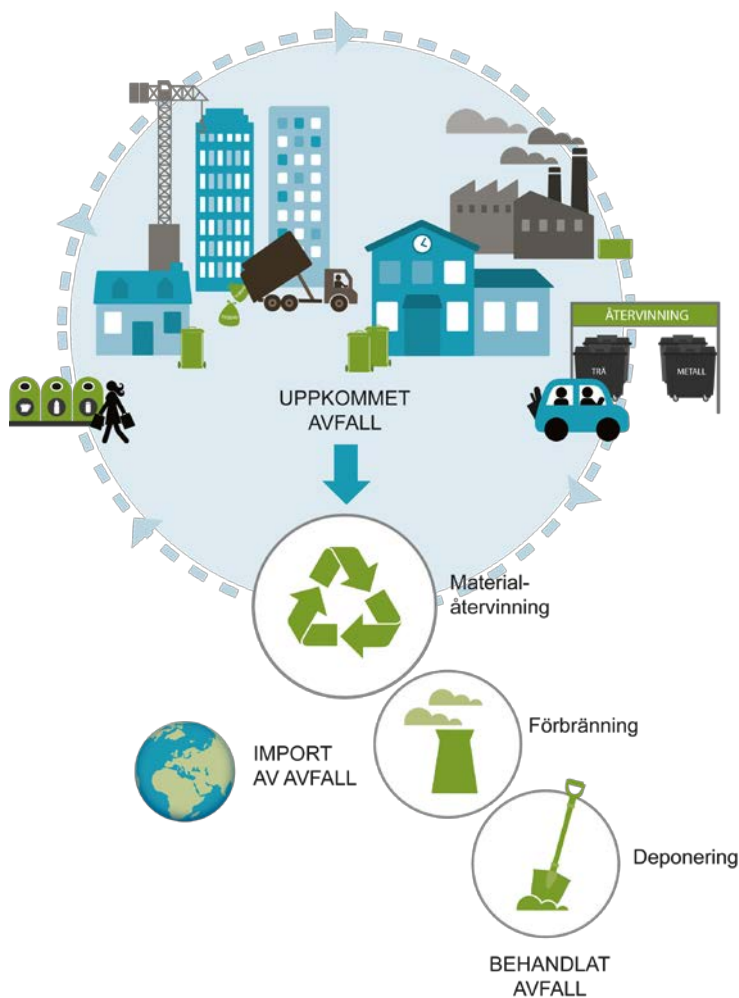 ÅTERVINNING
TRÄ
METALL
UPPKOMMET
AVFALL
Material-
återvinning
Förbränning
IMPORT
AV AVFALL
Deponering
BEHANDLAT
AVFALL